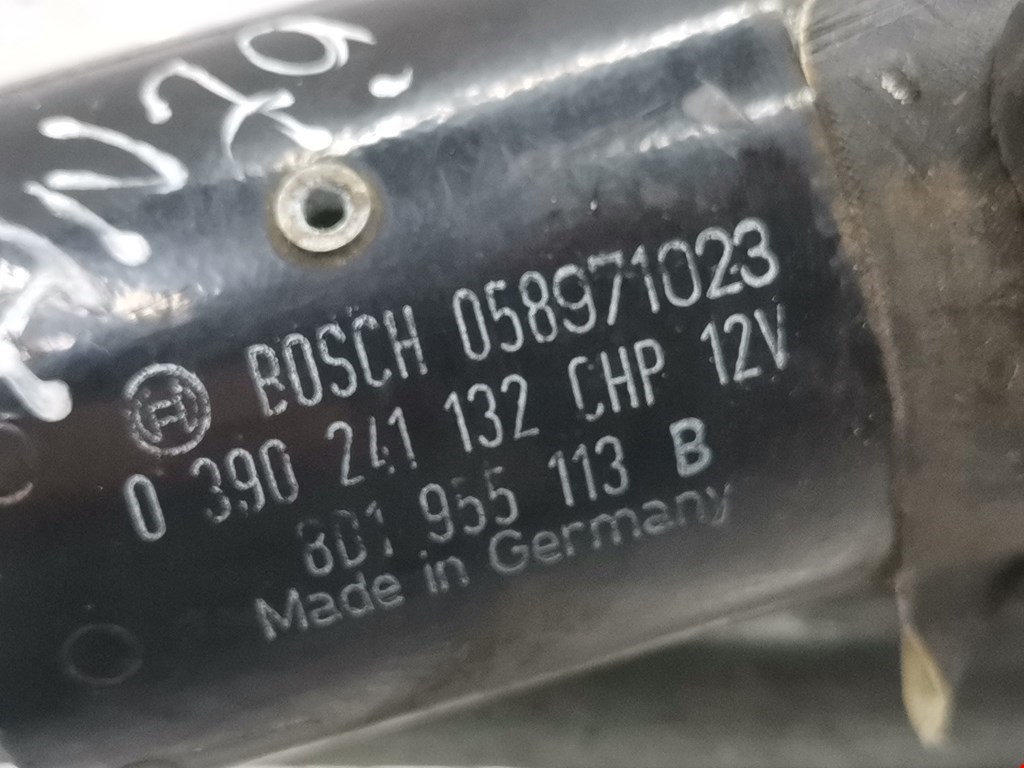 BOSCH 058971023
0 390 241 132 CHP 12V
8D1 955 113 B
Made in Germany